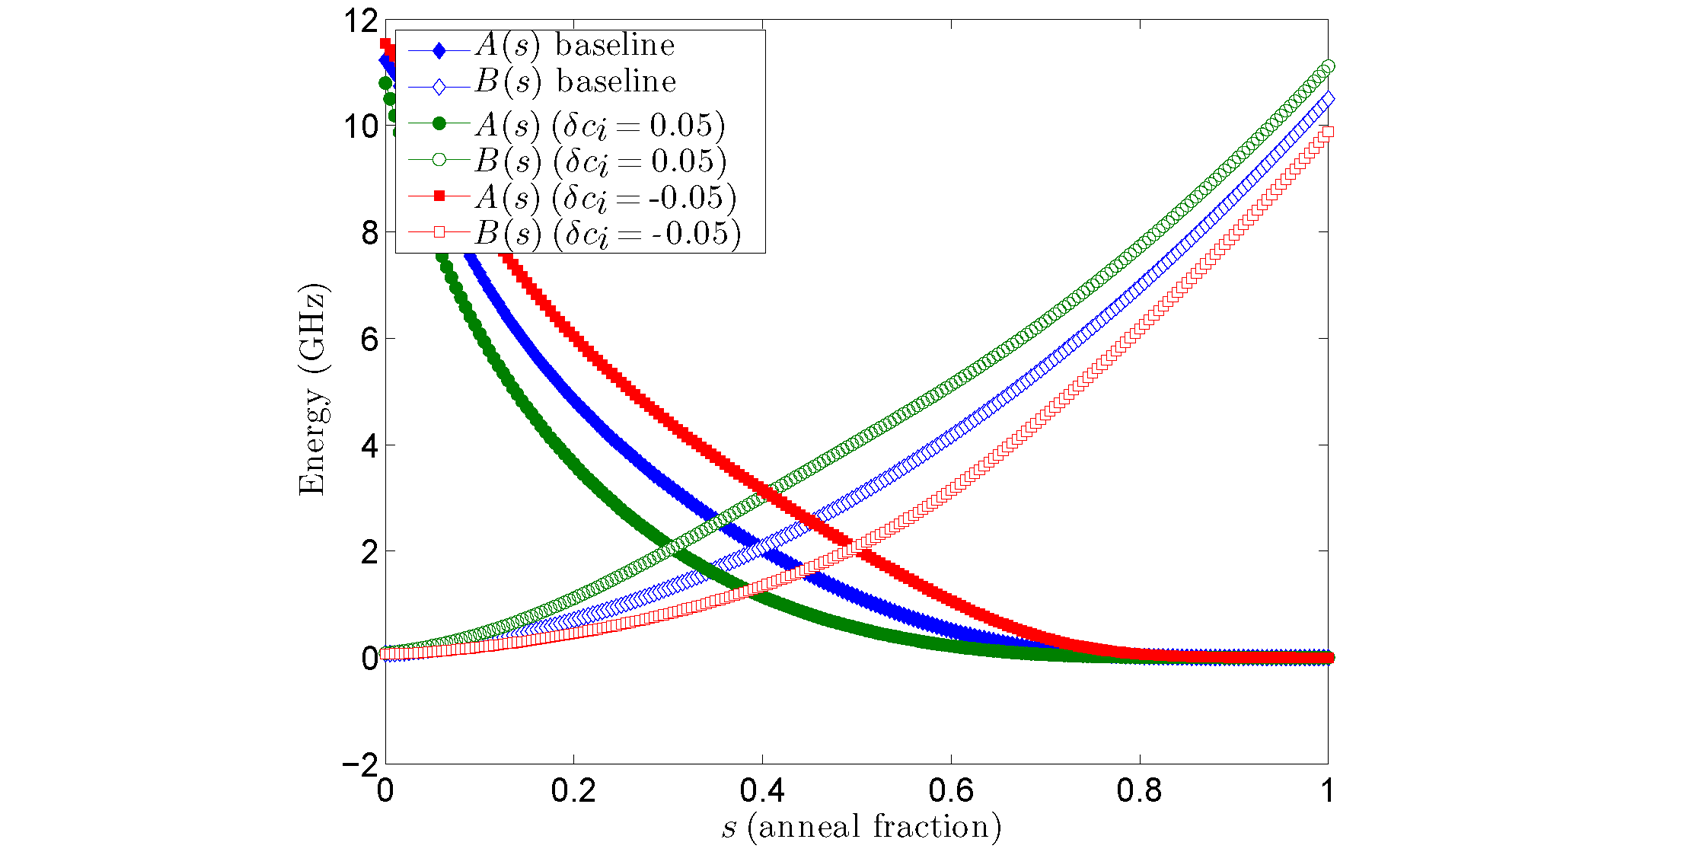 12
10
8
6
4
2
0
−2
0 0.2 0.4 0.6 0.8 1
Energy (GHz)
s (anneal fraction)
A(s) baseline
B(s) baseline
A(s) (δci = 0.05)
B(s) (δci = 0.05)
A(s) (δci = -0.05)
B(s) (δci = -0.05)